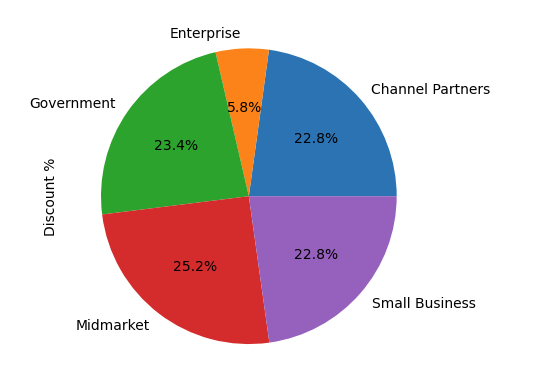 Enterprise
Channel Partners
Government
5.8%
22.8%
23.4%
Discount %
25.2%
22.8%
Small Business
Midmarket